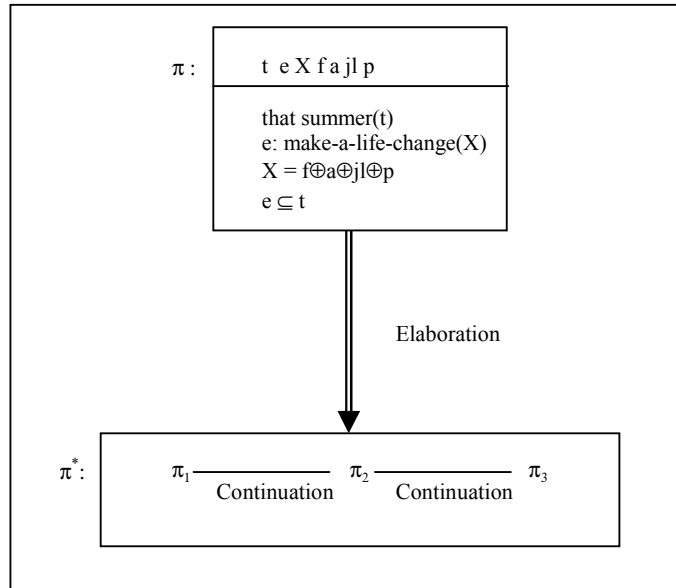 π :
t e X f a jl p
that summer(t)
e: make-a-life-change(X)
X = f⊕a⊕jl⊕p
e ⊆ t
Elaboration
π*:
π₁ π₂ π₃
Continuation Continuation